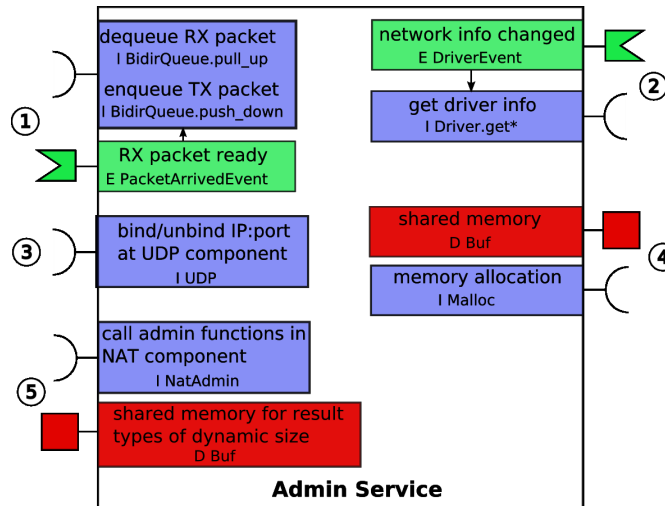 dequeue RX packet
I BidirQueue.pull_up
enqueue TX packet
I BidirQueue.push_down
1
RX packet ready
E PacketArrivedEvent
network info changed
E DriverEvent
2
get driver info
I Driver.get*
3
bind/unbind IP:port
at UDP component
I UDP
shared memory
D Buf
4
memory allocation
I Malloc
call admin functions in
NAT component
I NatAdmin
5
shared memory for result
types of dynamic size
D Buf
Admin Service